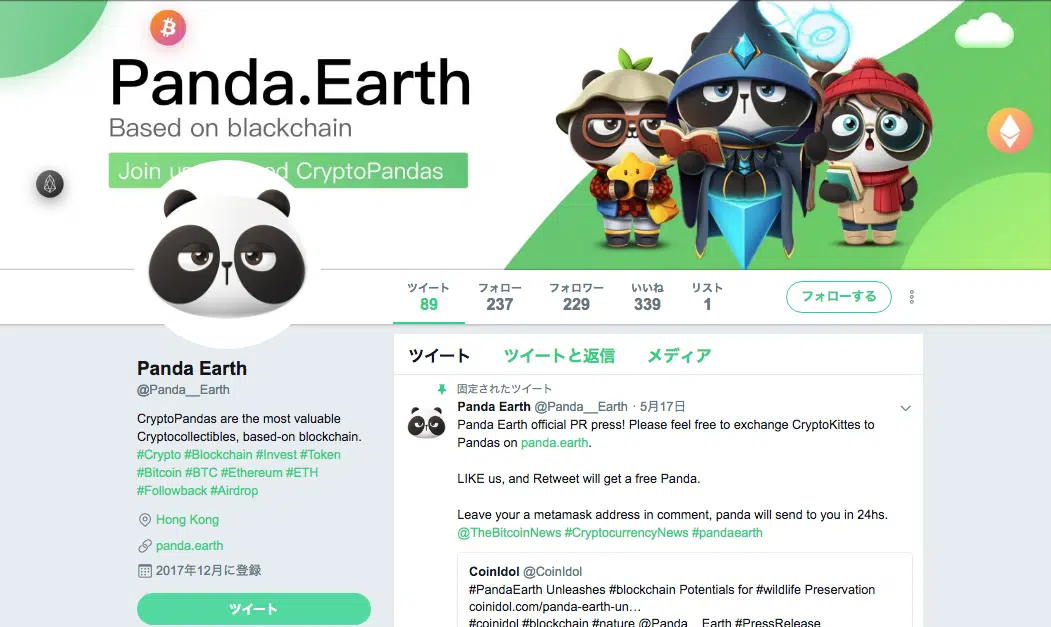 Panda.Earth
Based on blackchain
Join u d CryptoPandas
ツイート フォロー フォロワー いいね リスト
89 237 229 339 1
フォローする
Panda Earth
@Panda__Earth
CryptoPandas are the most valuable
Cryptocollectibles, based-on blockchain.
#Crypto #Blockchain #Invest #Token
#Bitcoin #BTC #Ethereum #ETH
#Followback #Airdrop
Hong Kong
panda.earth
2017年12月に登録
ツイート
ツイート ツイートと返信 メディア
固定されたツイート
Panda Earth @Panda__Earth · 5月17日
Panda Earth official PR press! Please feel free to exchange CryptoKittes to
Pandas on panda.earth.
LIKE us, and Retweet will get a free Panda.
Leave your a metamask address in comment, panda will send to you in 24hs.
@TheBitcoinNews #CryptocurrencyNews #pandaearth
CoinIdol @CoinIdol
#PandaEarth Unleashes #blockchain Potentials for #wildlife Preservation
coinidol.com/panda-earth-un…
#coinidol #blockchain #nature @Panda__Earth #PressRelease